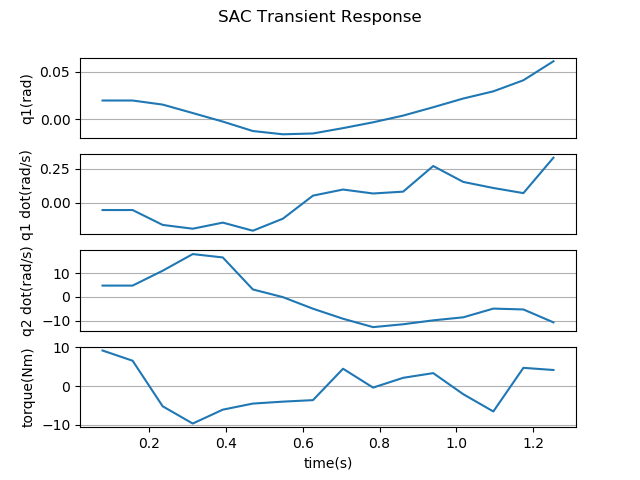 SAC Transient Response
0.05
0.00
q1(rad)
0.25
0.00
q1 dot(rad/s)
10
0
−10
q2 dot(rad/s)
10
0
−10
torque(Nm)
0.2 0.4 0.6 0.8 1.0 1.2
time(s)